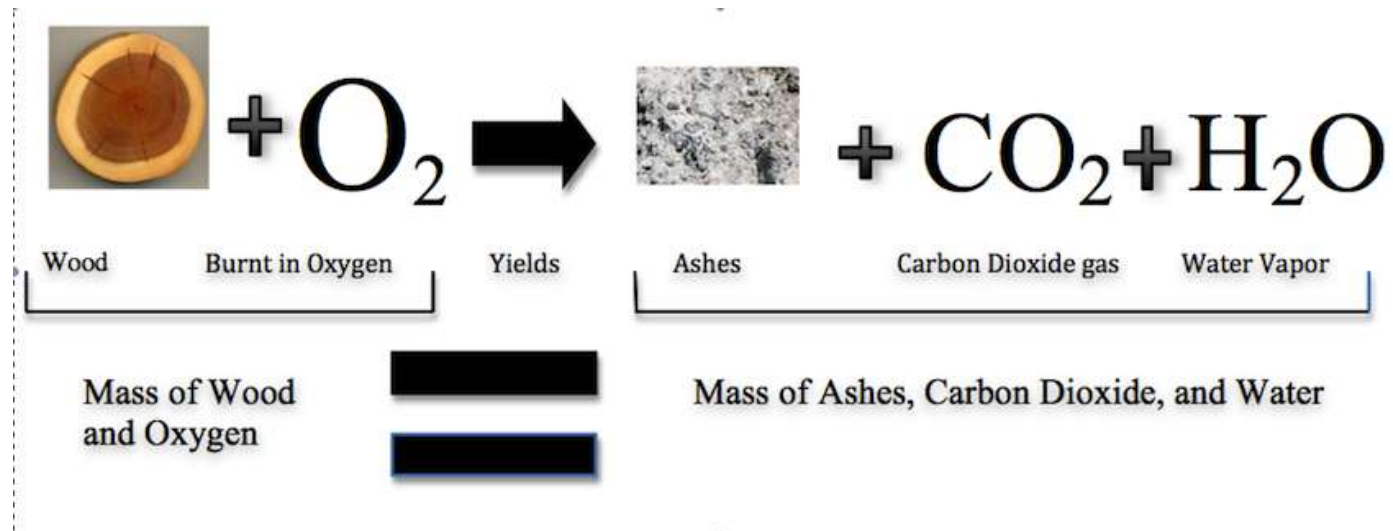 + O₂ + CO₂ + H₂O
Wood Burnt in Oxygen Yields Ashes Carbon Dioxide gas Water Vapor
Mass of Wood
and Oxygen
Mass of Ashes, Carbon Dioxide, and Water